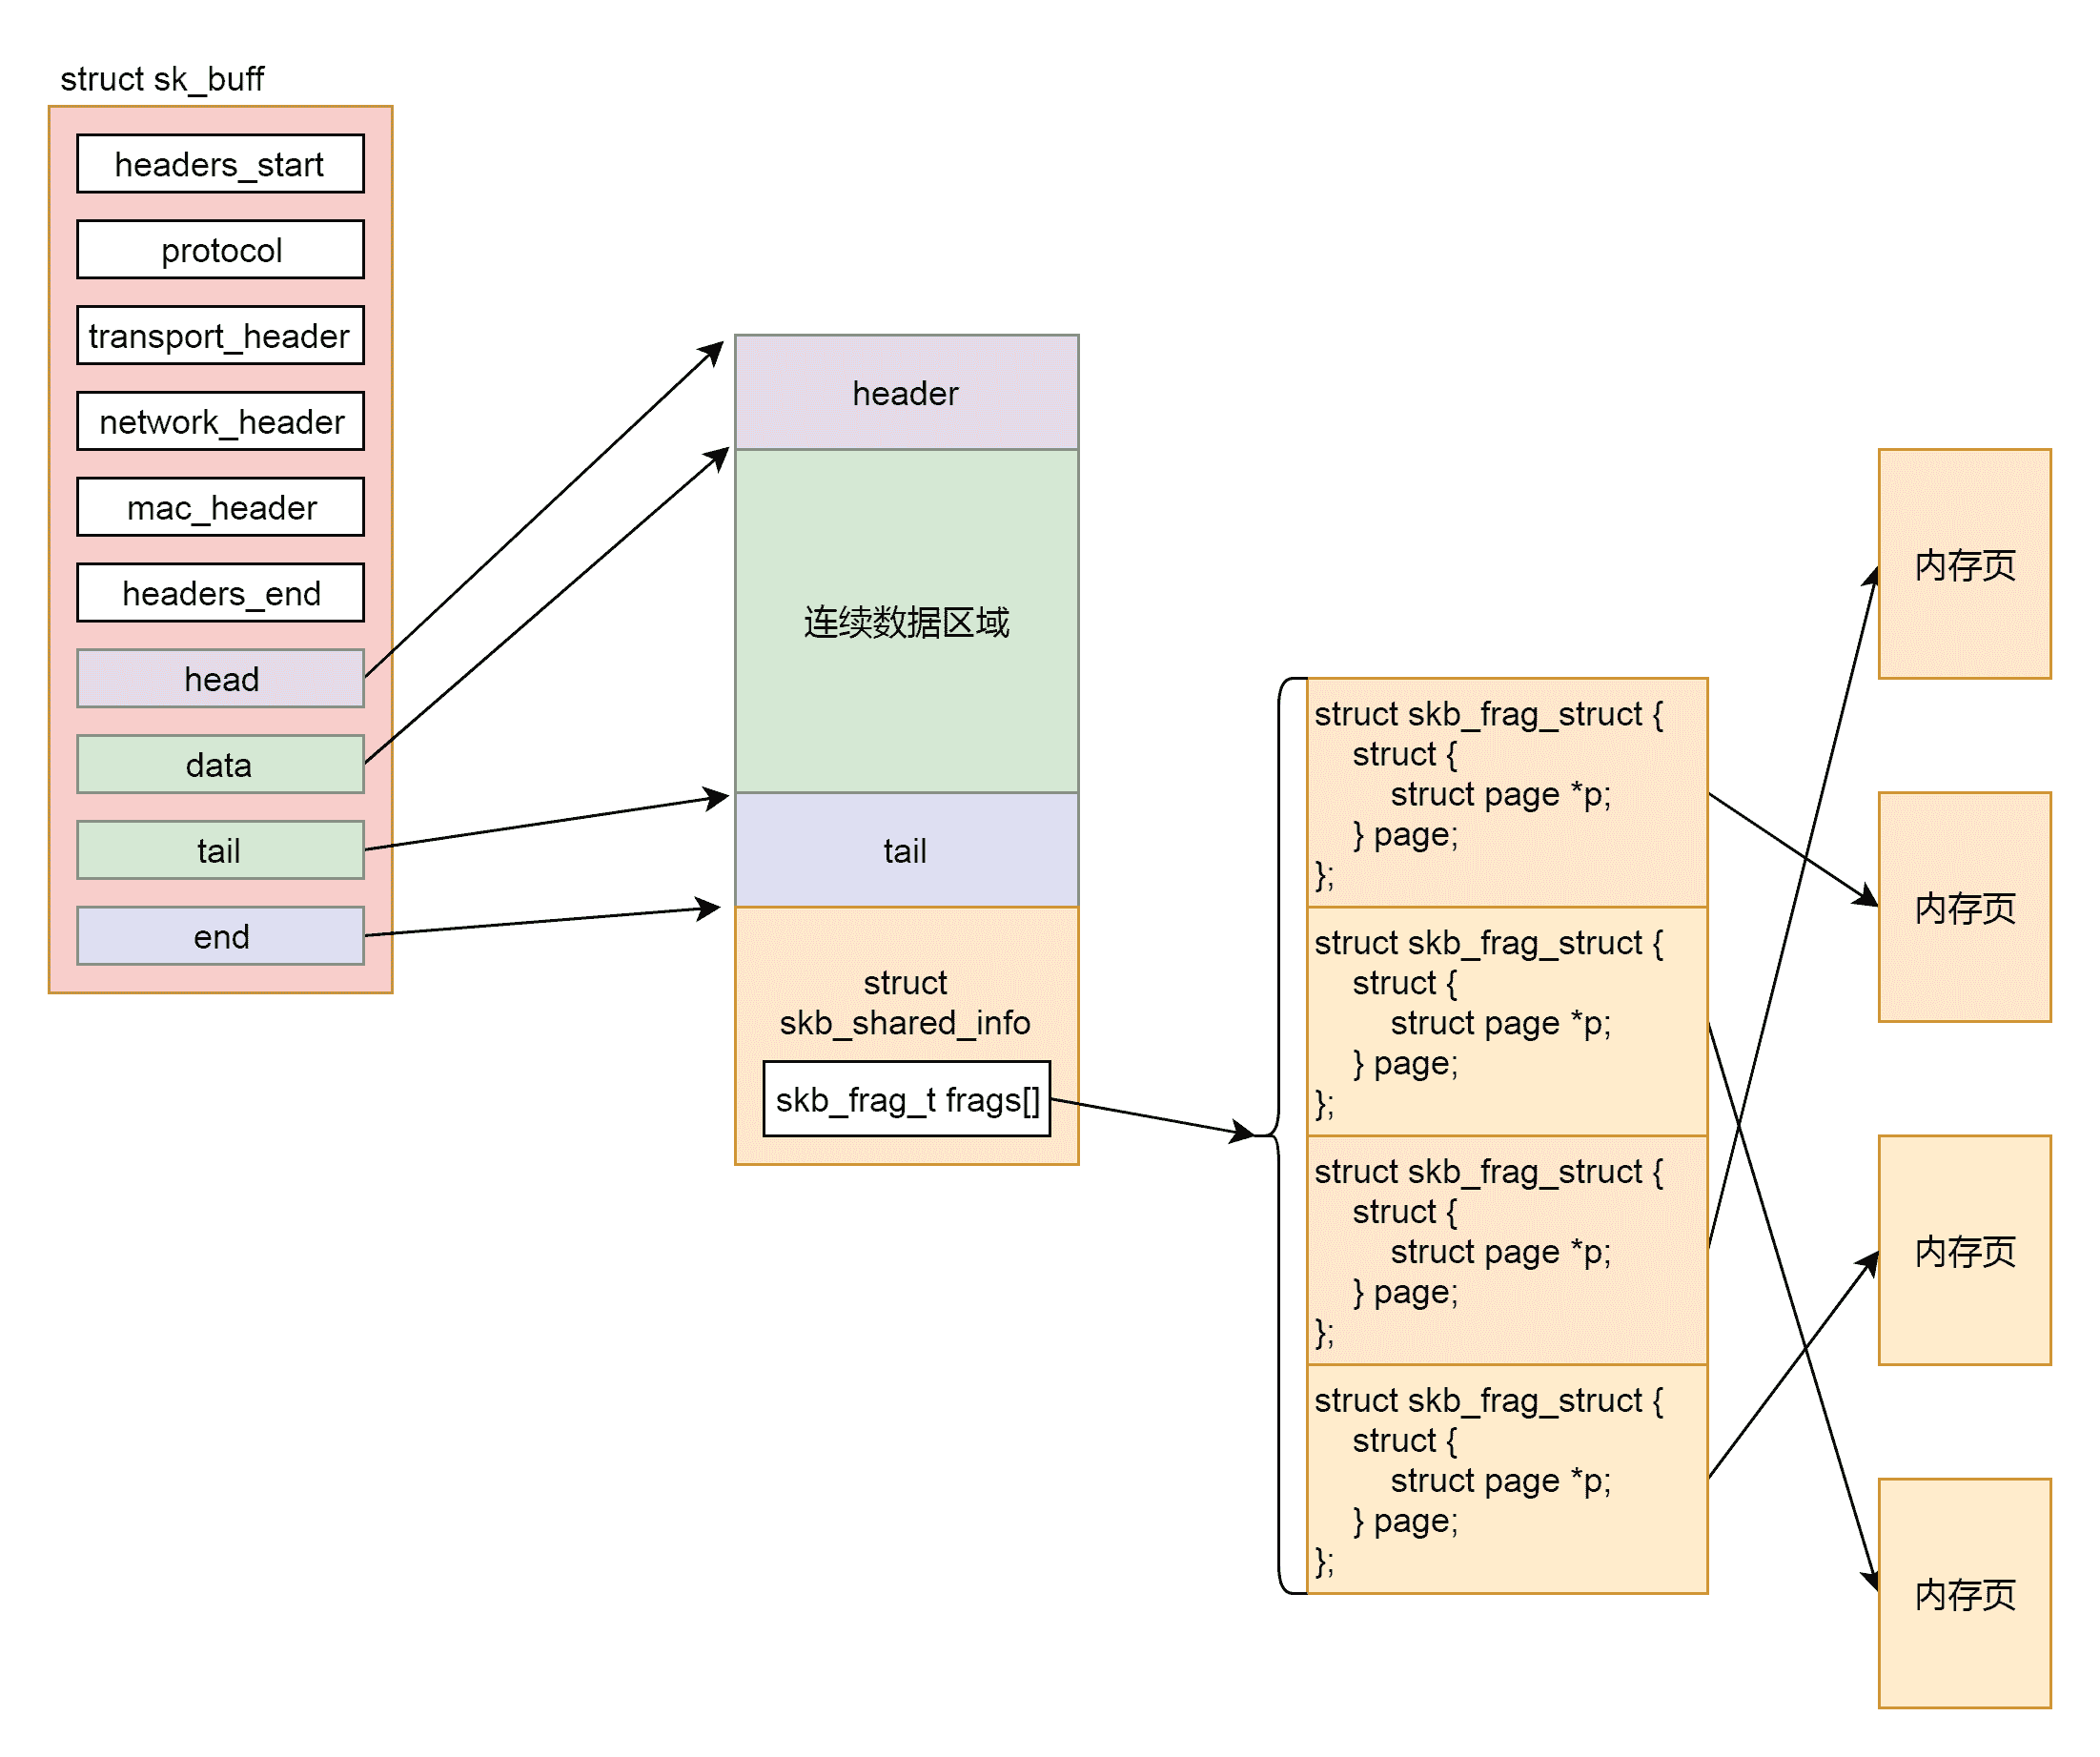 struct sk_buff
headers_start
protocol
transport_header
network_header
mac_header
headers_end
head
data
tail
end
header
连续数据区域
tail
struct
skb_shared_info
skb_frag_t frags[]
struct skb_frag_struct {
struct {
struct page *p;
} page;
};
struct skb_frag_struct {
struct {
struct page *p;
} page;
};
struct skb_frag_struct {
struct {
struct page *p;
} page;
};
struct skb_frag_struct {
struct {
struct page *p;
} page;
};
内存页
内存页
内存页
内存页